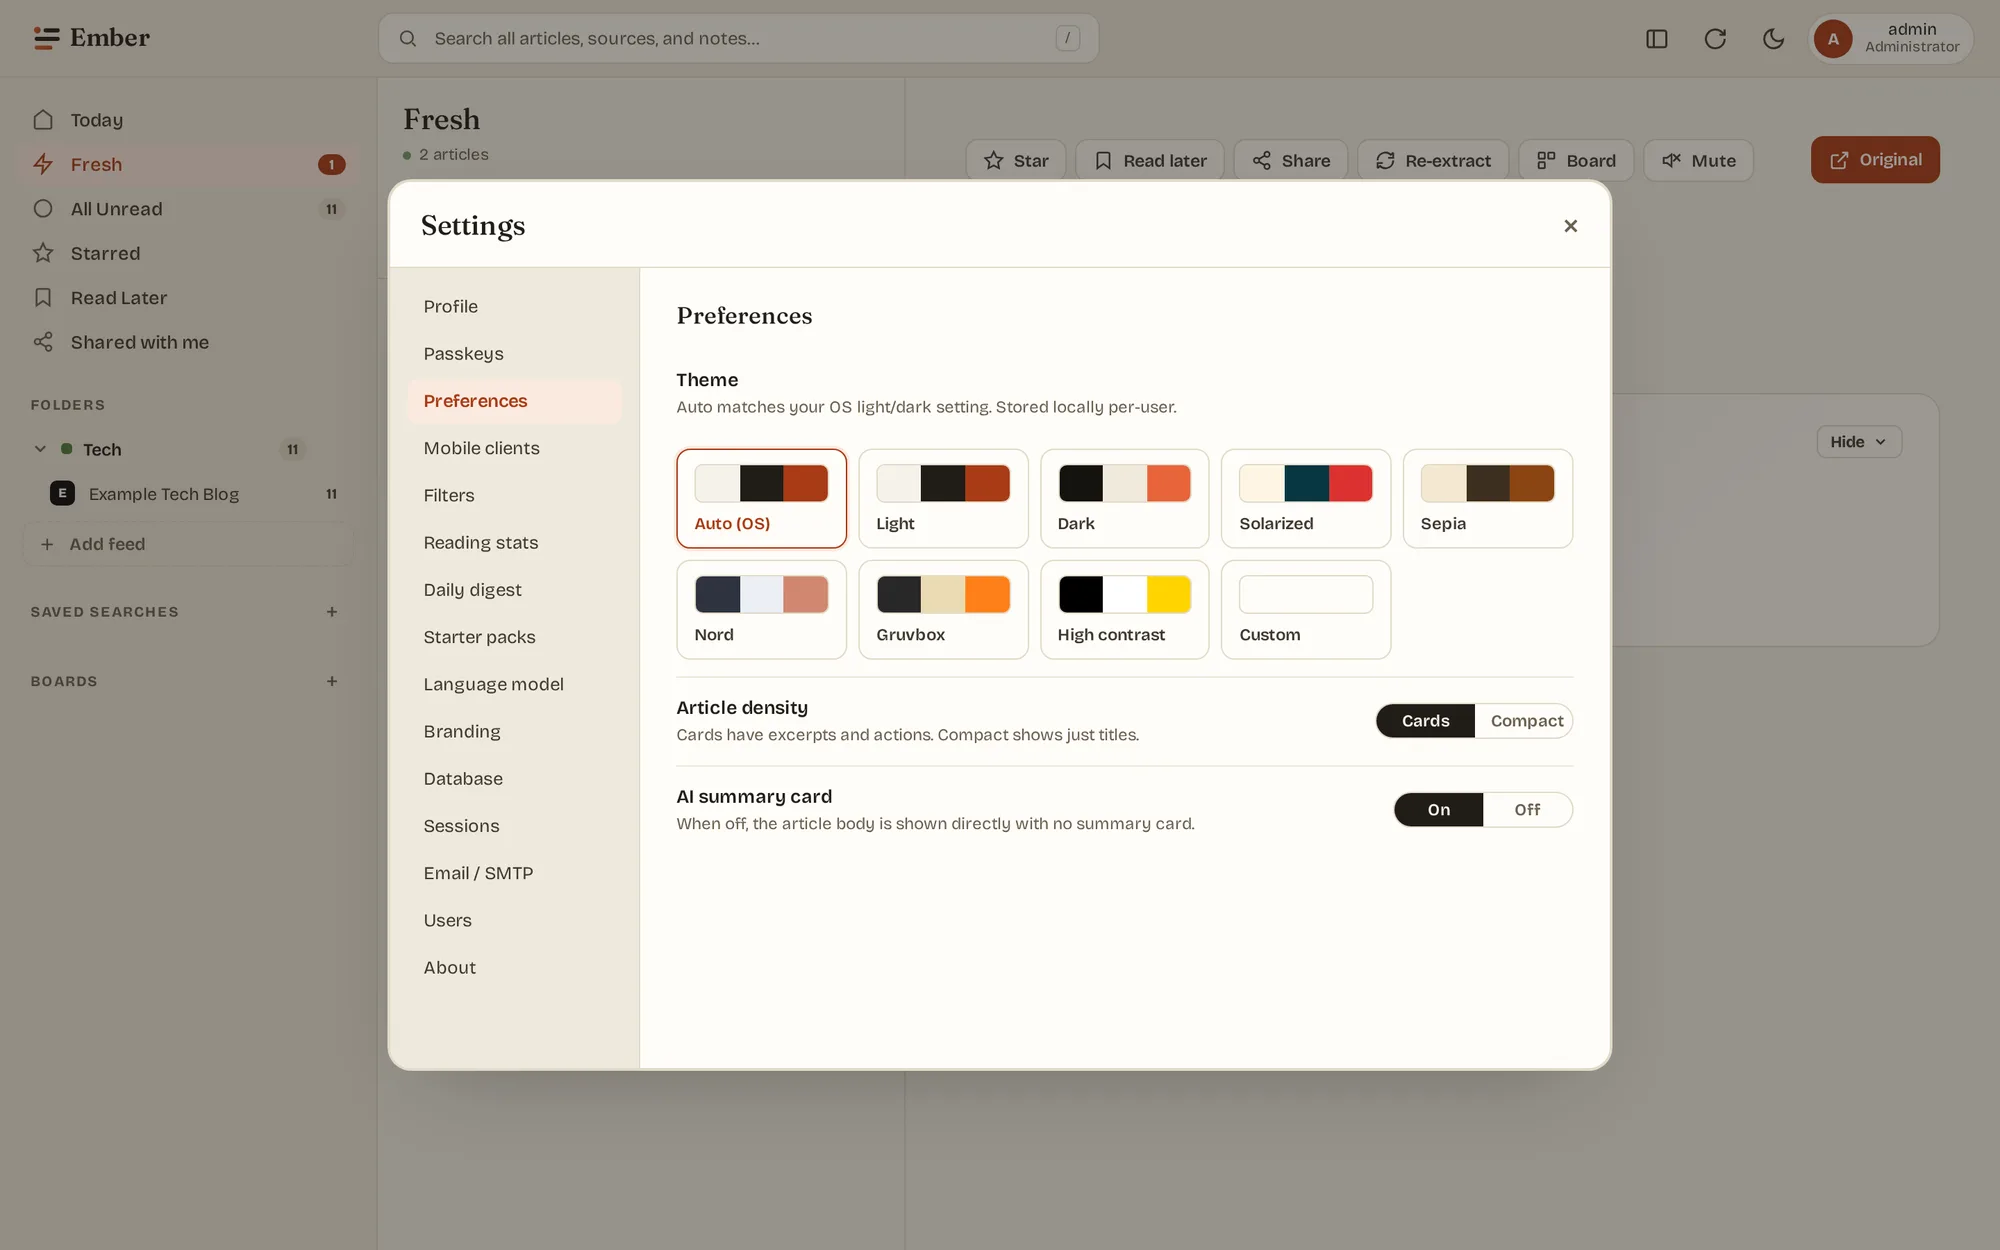 Ember
Search all articles, sources, and notes...
/
A
admin
Administrator
Today
Fresh
1
All Unread
11
Starred
Read Later
Shared with me
FOLDERS
Tech
11
E
Example Tech Blog
11
+ Add feed
SAVED SEARCHES
+
BOARDS
+
Fresh
2 articles
Star
Read later
Share
Re-extract
Board
Mute
Original
Hide
Settings
×
Profile
Passkeys
Preferences
Mobile clients
Filters
Reading stats
Daily digest
Starter packs
Language model
Branding
Database
Sessions
Email / SMTP
Users
About
Preferences
Theme
Auto matches your OS light/dark setting. Stored locally per-user.
Auto (OS)
Light
Dark
Solarized
Sepia
Nord
Gruvbox
High contrast
Custom
Article density
Cards have excerpts and actions. Compact shows just titles.
Cards
Compact
AI summary card
When off, the article body is shown directly with no summary card.
On
Off